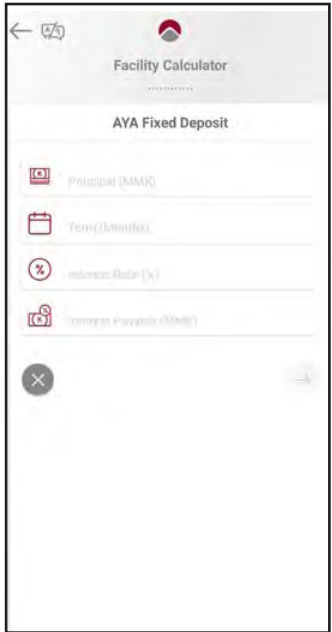 Facility Calculator
............
AYA Fixed Deposit
Principal (MMK)
Term (Months)
Interest Rate (%)
Interest Payable (MMK)